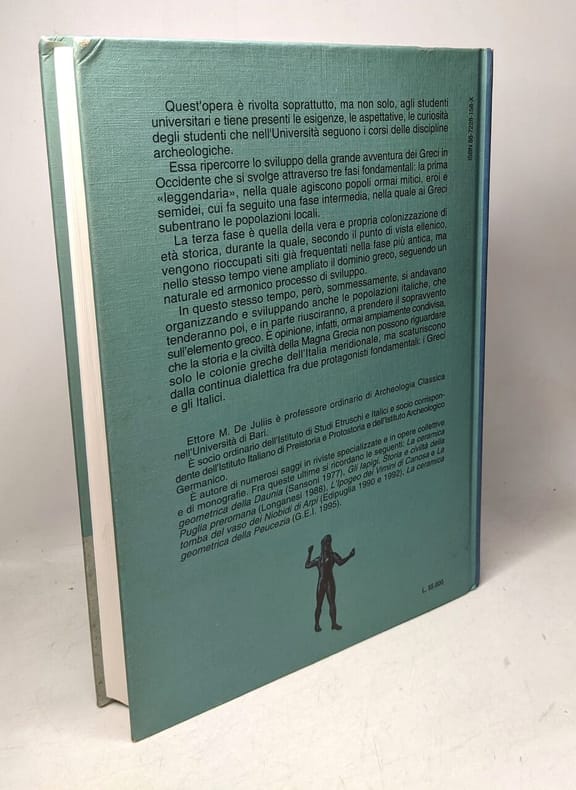 Quest'opera è rivolta soprattutto, ma non solo, agli studenti
universitari e tiene presenti le esigenze, le aspettative, le curiosità
degli studenti che nell'Università seguono i corsi delle discipline
archeologiche.
Essa ripercorre lo sviluppo della grande avventura dei Greci in
Occidente che si svolge attraverso tre fasi fondamentali: la prima
«leggendaria», nella quale agiscono popoli ormai mitici, eroi e
semidei, cui fa seguito una fase intermedia, nella quale ai Greci
subentrano le popolazioni locali.
La terza fase è quella della vera e propria colonizzazione di
età storica, durante la quale, secondo il punto di vista ellenico,
vengono rioccupati siti già frequentati nella fase più antica, ma
nello stesso tempo viene ampliato il dominio greco, seguendo un
naturale ed armonico processo di sviluppo.
In questo stesso tempo, però, sommessamente, si andavano
organizzando e sviluppando anche le popolazioni italiche, che
tenderanno poi, e in parte riusciranno, a prendere il sopravvento
sull'elemento greco. È opinione, infatti, ormai ampiamente condivisa,
che la storia e la civiltà della Magna Grecia non possono riguardare
solo le colonie greche dell'Italia meridionale, ma scaturiscono
dalla continua dialettica fra due protagonisti fondamentali: i Greci
e gli Italici.
Ettore M. De Juliis è professore ordinario di Archeologia Classica
nell'Università di Bari.
È socio ordinario dell'Istituto di Studi Etruschi e Italici e socio corrispon-
dente dell'Istituto Italiano di Preistoria e Protostoria e dell'Istituto Archeologico
Germanico.
È autore di numerosi saggi in riviste specializzate e in opere collettive
e di monografie. Fra queste ultime si ricordano le seguenti: La ceramica
geometrica della Daunia (Sansoni 1977), Gli Iapigi. Storia e civiltà della
Puglia preromana (Longanesi 1988), L'Ipogeo dei Vimini di Canosa e La
tomba del vaso dei Niobidi di Arpi (Edipuglia 1990 e 1992), La ceramica
geometrica della Peucezia (G.E.I. 1995).
ISBN 88-7228-158-X